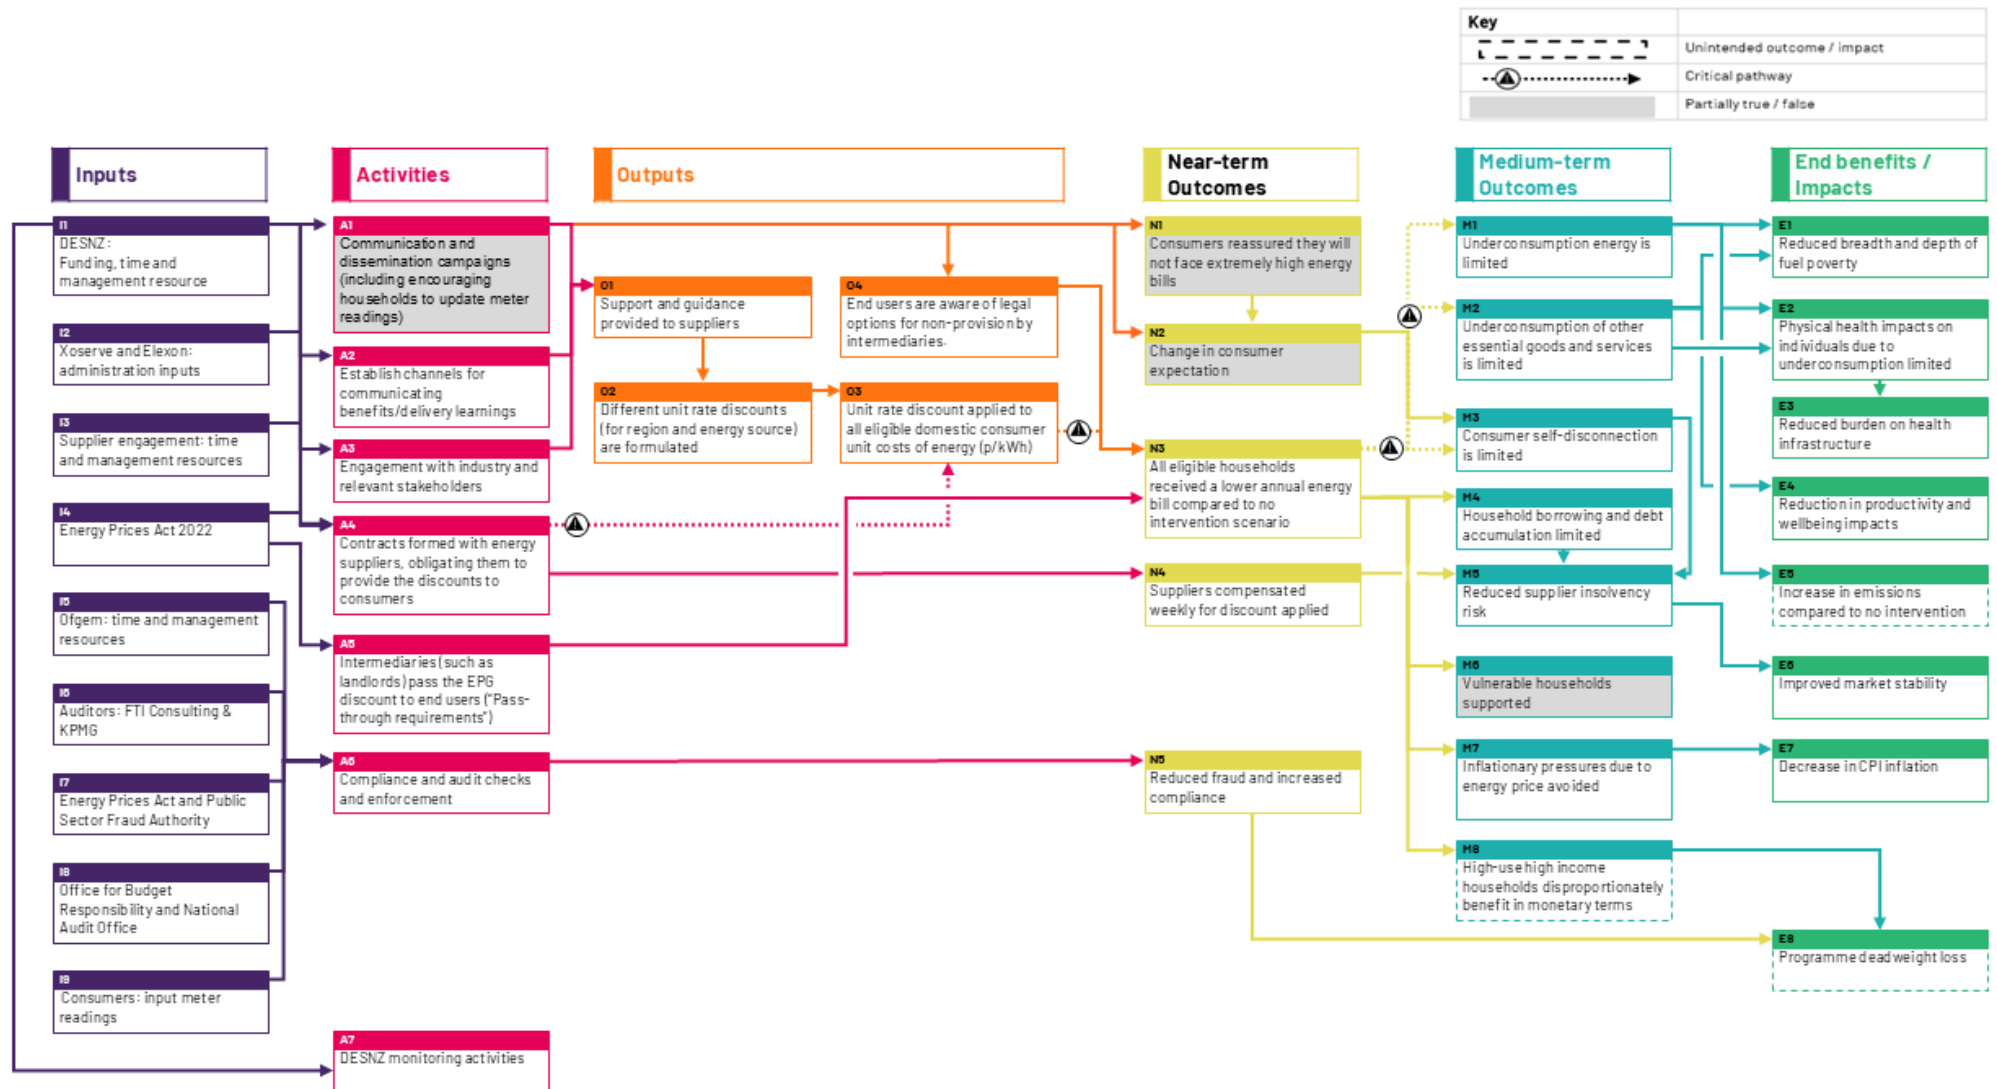 Key
Unintended outcome / impact
Critical pathway
Partially true / false
Inputs
Activities
Outputs
Near-term
Outcomes
Medium-term
Outcomes
End benefits /
Impacts
I1
DESNZ:
Funding, time and
management resource
I2
Xoserve and Elexon:
administration inputs
I3
Supplier engagement: time
and management resources
I4
Energy Prices Act 2022
I5
Ofgem: time and management
resources
I6
Auditors: FTI Consulting &
KPMG
I7
Energy Prices Act and Public
Sector Fraud Authority
I8
Office for Budget
Responsibility and National
Audit Office
I9
Consumers: input meter
readings
A1
Communication and
dissemination campaigns
(including encouraging
households to update meter
readings)
A2
Establish channels for
communicating
benefits/delivery learnings
A3
Engagement with industry and
relevant stakeholders
A4
Contracts formed with energy
suppliers, obligating them to
provide the discounts to
consumers
A5
Intermediaries (such as
landlords) pass the EPG
discount to end users ("Pass-
through requirements")
A6
Compliance and audit checks
and enforcement
A7
DESNZ monitoring activities
O1
Support and guidance
provided to suppliers
O2
Different unit rate discounts
(for region and energy source)
are formulated
O4
End users are aware of legal
options for non-provision by
intermediaries.
O3
Unit rate discount applied to
all eligible domestic consumer
unit costs of energy (p/kWh)
N1
Consumers reassured they will
not face extremely high energy
bills
N2
Change in consumer
expectation
N3
All eligible households
received a lower annual energy
bill compared to no
intervention scenario
N4
Suppliers compensated
weekly for discount applied
N5
Reduced fraud and increased
compliance
M1
Underconsumption energy is
limited
M2
Underconsumption of other
essential goods and services
is limited
M3
Consumer self-disconnection
is limited
M4
Household borrowing and debt
accumulation limited
M5
Reduced supplier insolvency
risk
M6
Vulnerable households
supported
M7
Inflationary pressures due to
energy price avoided
M8
High-use high income
households disproportionately
benefit in monetary terms
E1
Reduced breadth and depth of
fuel poverty
E2
Physical health impacts on
individuals due to
underconsumption limited
E3
Reduced burden on health
infrastructure
E4
Reduction in productivity and
wellbeing impacts
E5
Increase in emissions
compared to no intervention
E6
Improved market stability
E7
Decrease in CPI inflation
E8
Programme deadweight loss